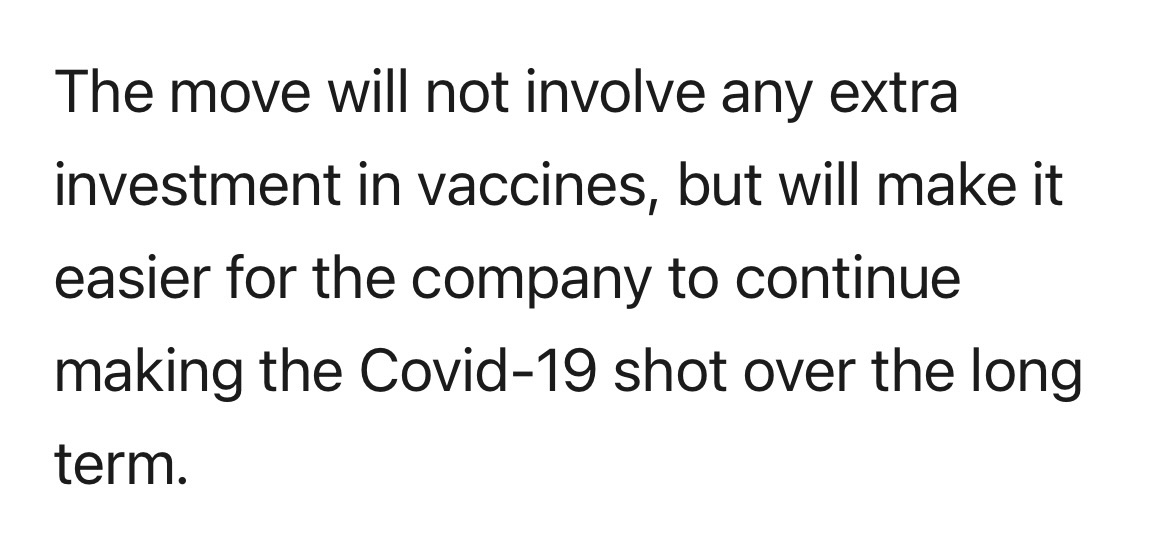 The move will not involve any extra
investment in vaccines, but will make it
easier for the company to continue
making the Covid-19 shot over the long
term.